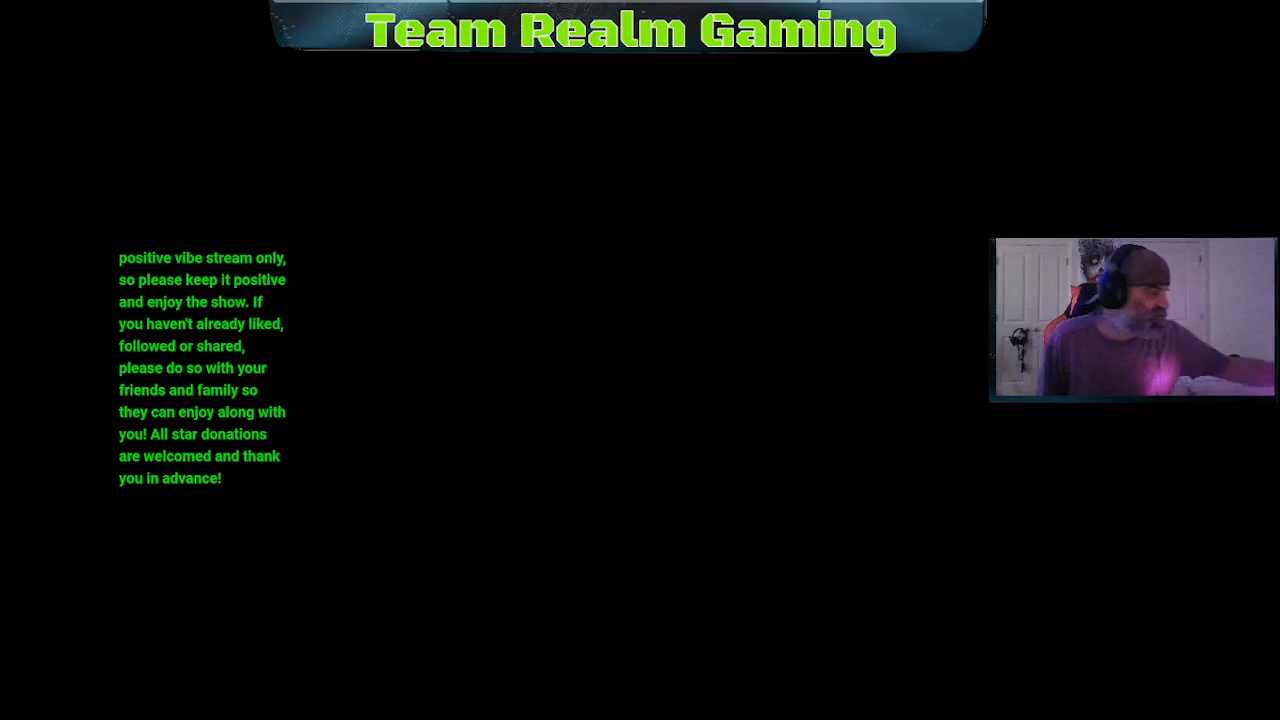 Team Realm Gaming
positive vibe stream only,
so please keep it positive
and enjoy the show. If
you haven't already liked,
followed or shared,
please do so with your
friends and family so
they can enjoy along with
you! All star donations
are welcomed and thank
you in advance!